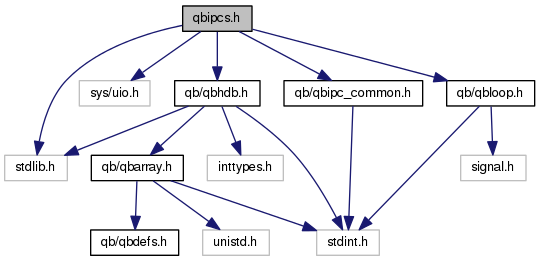 qbipcs.h
sys/uio.h
qb/qbhdb.h
qb/qbipc_common.h
qb/qbloop.h
stdlib.h
qb/qbarray.h
inttypes.h
signal.h
qb/qbdefs.h
unistd.h
stdint.h